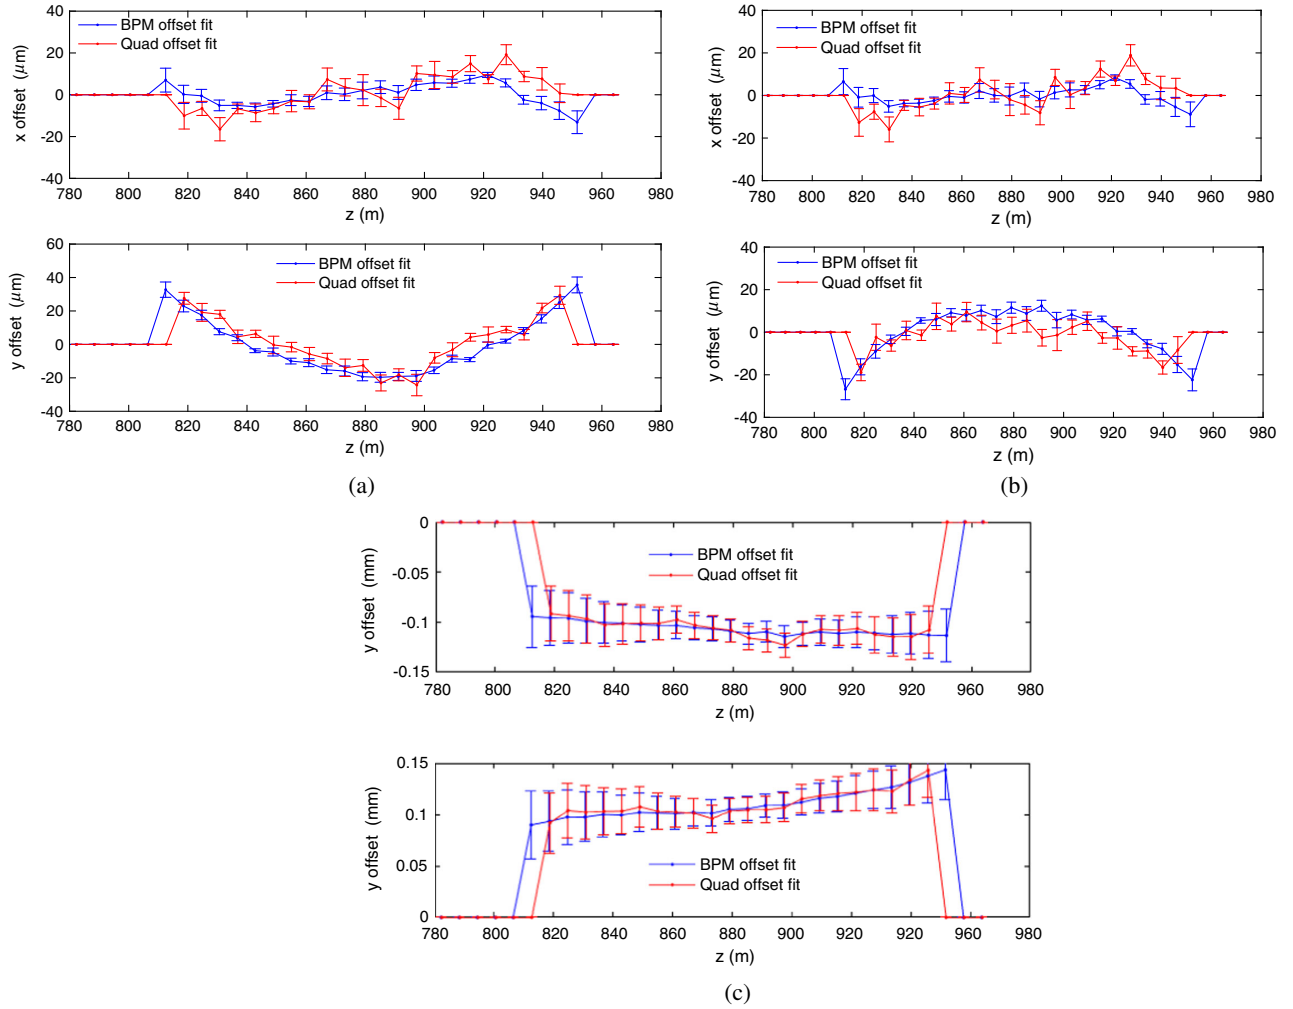 BPM offset fit
Quad offset fit
x offset (µm)
40
20
0
-20
-40
780 800 820 840 860 880 900 920 940 960 980
z (m)
BPM offset fit
Quad offset fit
x offset (µm)
40
20
0
-20
-40
780 800 820 840 860 880 900 920 940 960 980
z (m)
BPM offset fit
Quad offset fit
y offset (µm)
60
40
20
0
-20
-40
780 800 820 840 860 880 900 920 940 960 980
z (m)
(a)
BPM offset fit
Quad offset fit
y offset (µm)
40
20
0
-20
-40
780 800 820 840 860 880 900 920 940 960 980
z (m)
(b)
BPM offset fit
Quad offset fit
y offset (mm)
0
-0.05
-0.1
-0.15
780 800 820 840 860 880 900 920 920 960 980
z (m)
BPM offset fit
Quad offset fit
y offset (mm)
0.15
0.1
0.05
0
780 800 820 840 860 880 900 920 940 960 980
z (m)
(c)